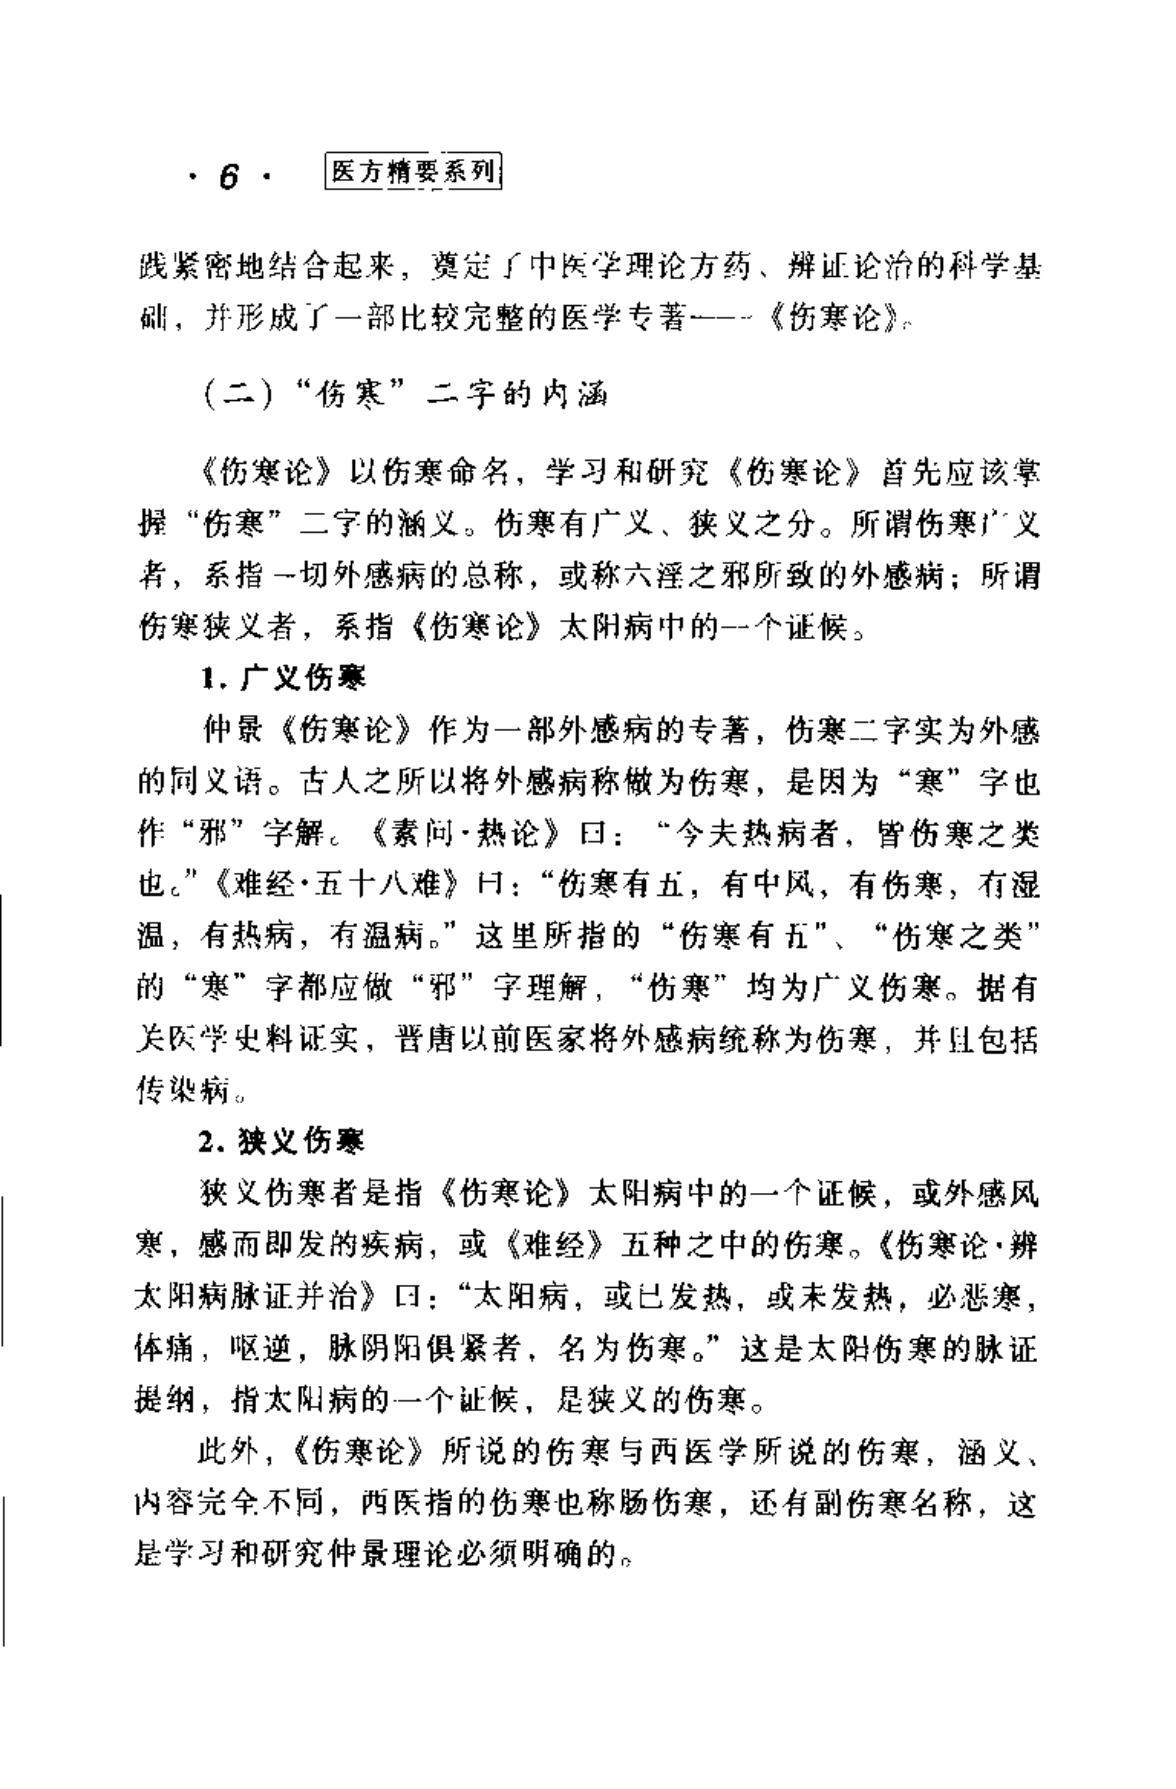 ·6· 医方精要系列
践紧密地结合起来，奠定了中医学理论方药、辨证论治的科学基
础，并形成了一部比较完整的医学专著——《伤寒论》。
（二）“伤寒”二字的内涵
《伤寒论》以伤寒命名，学习和研究《伤寒论》首先应该掌
握“伤寒”二字的涵义。伤寒有广义、狭义之分。所谓伤寒广义
者，系指一切外感病的总称，或称六淫之邪所致的外感病；所谓
伤寒狭义者，系指《伤寒论》太阳病中的一个证候。
1. 广义伤寒
仲景《伤寒论》作为一部外感病的专著，伤寒二字实为外感
的同义语。古人之所以将外感病称做为伤寒，是因为“寒”字也
作“邪”字解。《素问·热论》曰：“今夫热病者，皆伤寒之类
也。”《难经·五十八难》曰：“伤寒有五，有中风，有伤寒，有湿
温，有热病，有温病。”这里所指的“伤寒有五”、“伤寒之类”
的“寒”字都应做“邪”字理解，“伤寒”均为广义伤寒。据有
关医学史料证实，晋唐以前医家将外感病统称为伤寒，并且包括
传染病。
2. 狭义伤寒
狭义伤寒者是指《伤寒论》太阳病中的一个证候，或外感风
寒，感而即发的疾病，或《难经》五种之中的伤寒。《伤寒论·辨
太阳病脉证并治》曰：“太阳病，或已发热，或未发热，必恶寒，
体痛，呕逆，脉阴阳俱紧者，名为伤寒。”这是太阳伤寒的脉证
提纲，指太阳病的一个证候，是狭义的伤寒。
此外，《伤寒论》所说的伤寒与西医学所说的伤寒，涵义、
内容完全不同，西医指的伤寒也称肠伤寒，还有副伤寒名称，这
是学习和研究仲景理论必须明确的。